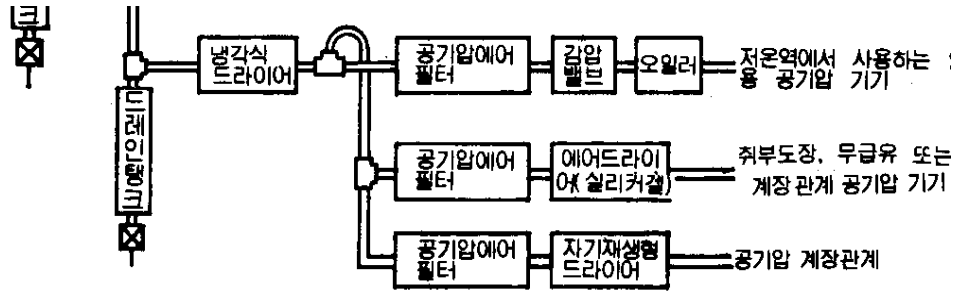 크
냉각식
드라이어
공기압에어
필터
감압
밸브
오일러
저온역에서 사용하는
용 공기압 기기
드레인탱크
공기압에어
필터
에어드라이
어(실리커겔)
취부도장, 무급유 또는
계장관계 공기압 기기
공기압에어
필터
자기재생형
드라이어
공기압 계장관계